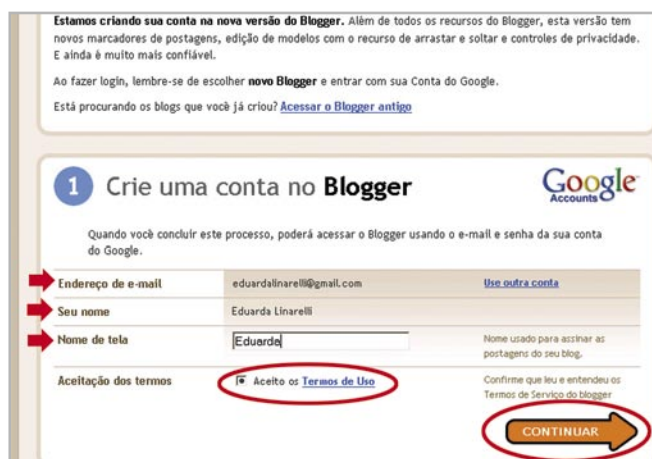 Estamos criando sua conta na nova versão do Blogger. Além de todos os recursos do Blogger, esta versão tem
novos marcadores de postagens, edição de modelos com o recurso de arrastar e soltar e controles de privacidade.
E ainda é muito mais confiável.
Ao fazer login, lembre-se de escolher novo Blogger e entrar com sua Conta do Google.
Está procurando os blogs que você já criou? Acessar o Blogger antigo
1 Crie uma conta no Blogger
Google
Accounts
Quando você concluir este processo, poderá acessar o Blogger usando o e-mail e senha da sua conta
do Google.
Endereço de e-mail eduardalinarelli@gmail.com Use outra conta
Seu nome Eduarda Linarelli
Nome de tela Eduarda Nome usado para assinar as
postagens do seu blog.
Aceitação dos termos Aceito os Termos de Uso Confirme que leu e entendeu os
Termos de Serviço do blogger
CONTINUAR